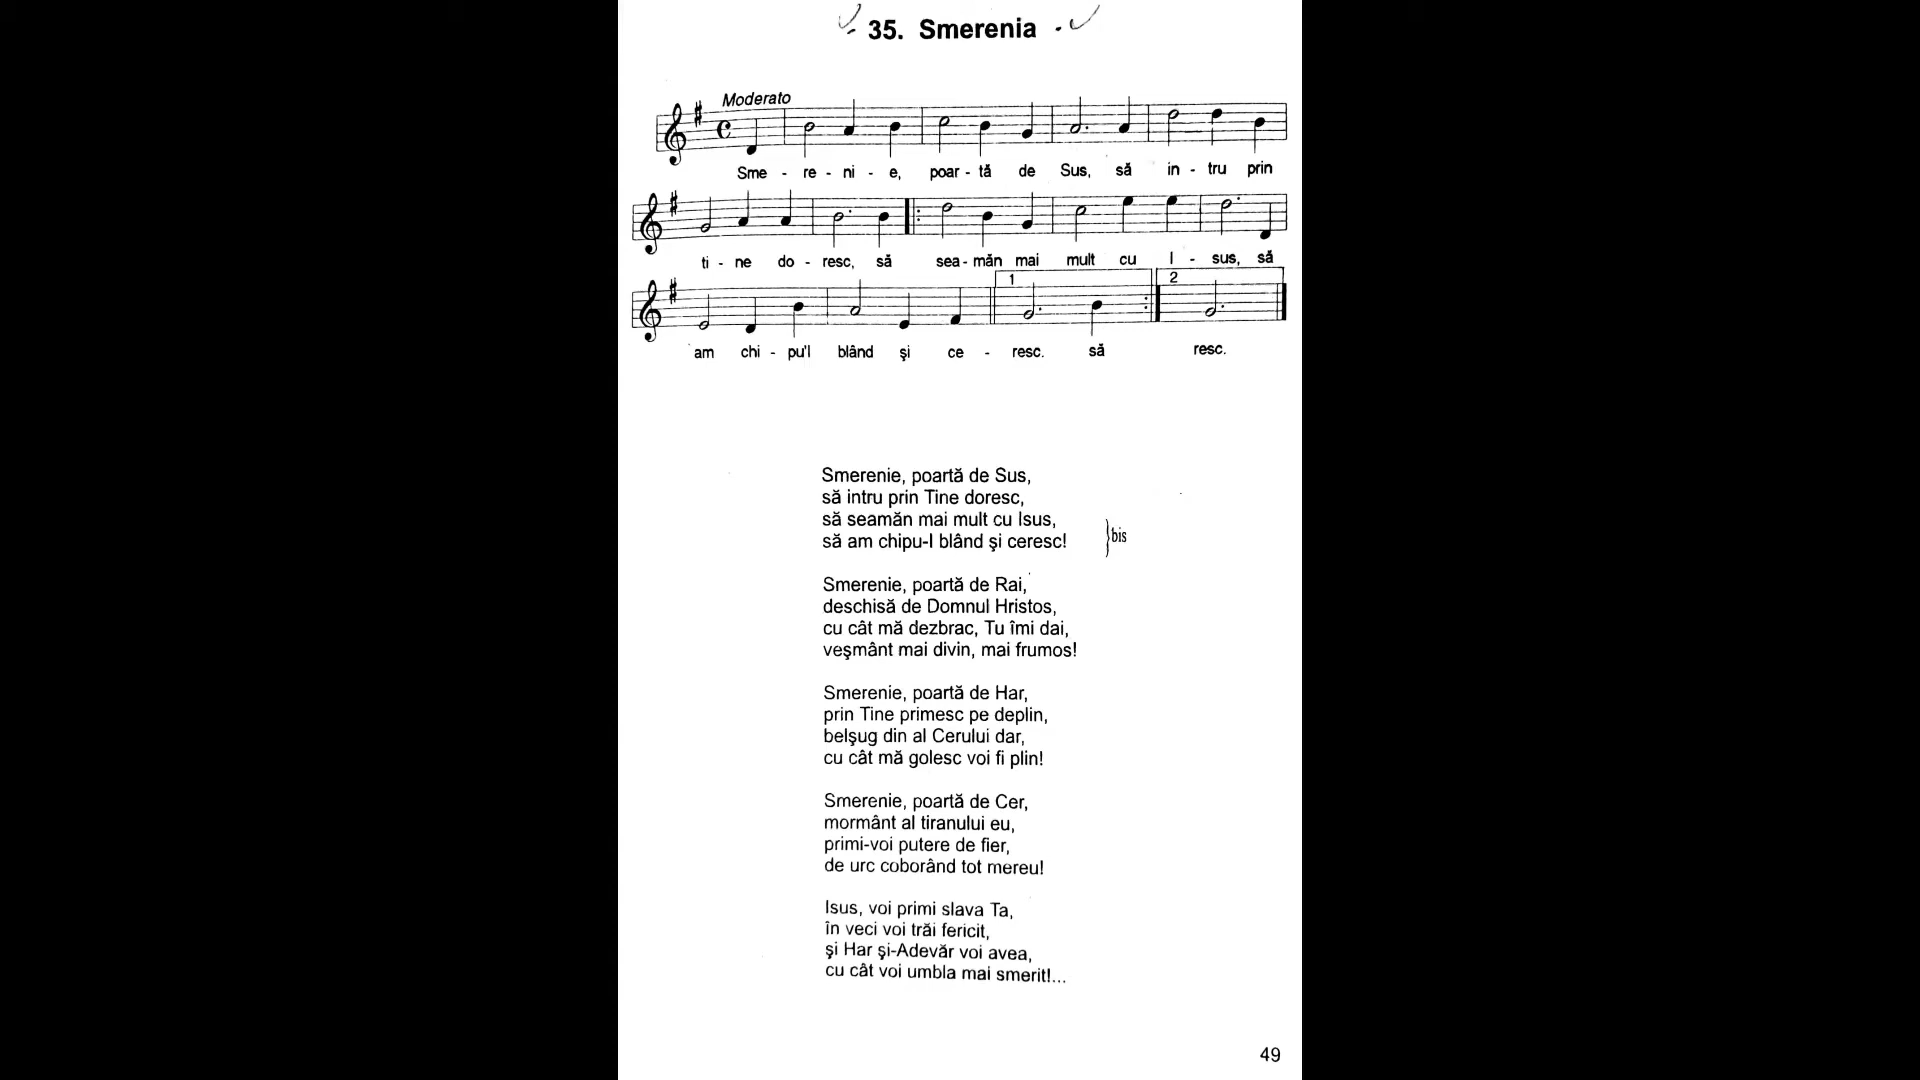 35. Smerenia
Moderato
Sme - re - ni - e, poar - tă de Sus, să in - tru prin
ti - ne do - resc, să sea - măn mai mult cu I - sus, să
1 2
am chi - pu'l blând şi ce - resc. să resc.
Smerenie, poartă de Sus,
să intru prin Tine doresc,
să seamăn mai mult cu Isus,
să am chipu-l blând şi ceresc!
bis
Smerenie, poartă de Rai,
deschisă de Domnul Hristos,
cu cât mă dezbrac, Tu îmi dai,
veşmânt mai divin, mai frumos!
Smerenie, poartă de Har,
prin Tine primesc pe deplin,
belşug din al Cerului dar,
cu cât mă golesc voi fi plin!
Smerenie, poartă de Cer,
mormânt al tiranului eu,
primi-voi putere de fier,
de urc coborând tot mereu!
Isus, voi primi slava Ta,
în veci voi trăi fericit,
şi Har şi-Adevăr voi avea,
cu cât voi umbla mai smerit!...
49